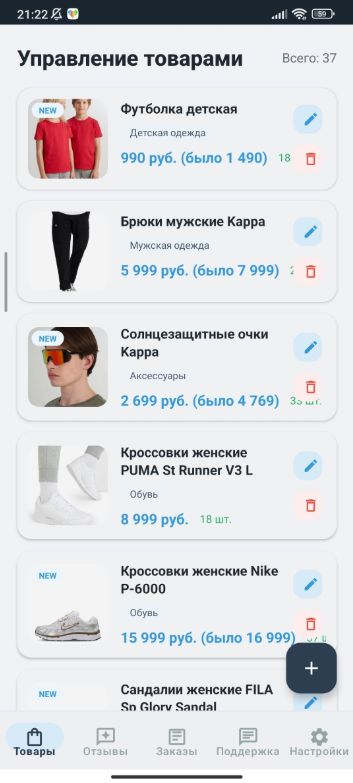 21:22
59
Управление товарами
Всего: 37
NEW
Футболка детская
Детская одежда
990 руб. (было 1 490)
18
Брюки мужские Kappa
Мужская одежда
5 999 руб. (было 7 999)
NEW
Солнцезащитные очки
Kappa
Аксессуары
2 699 руб. (было 4 769)
Кроссовки женские
PUMA St Runner V3 L
Обувь
8 999 руб.
18 шт.
NEW
Кроссовки женские Nike
P-6000
Обувь
15 999 руб. (было 16 999)
NEW
Сандалии женские FILA
Sp Glory Sandal
Товары
Отзывы
Заказы
Поддержка
Настройки